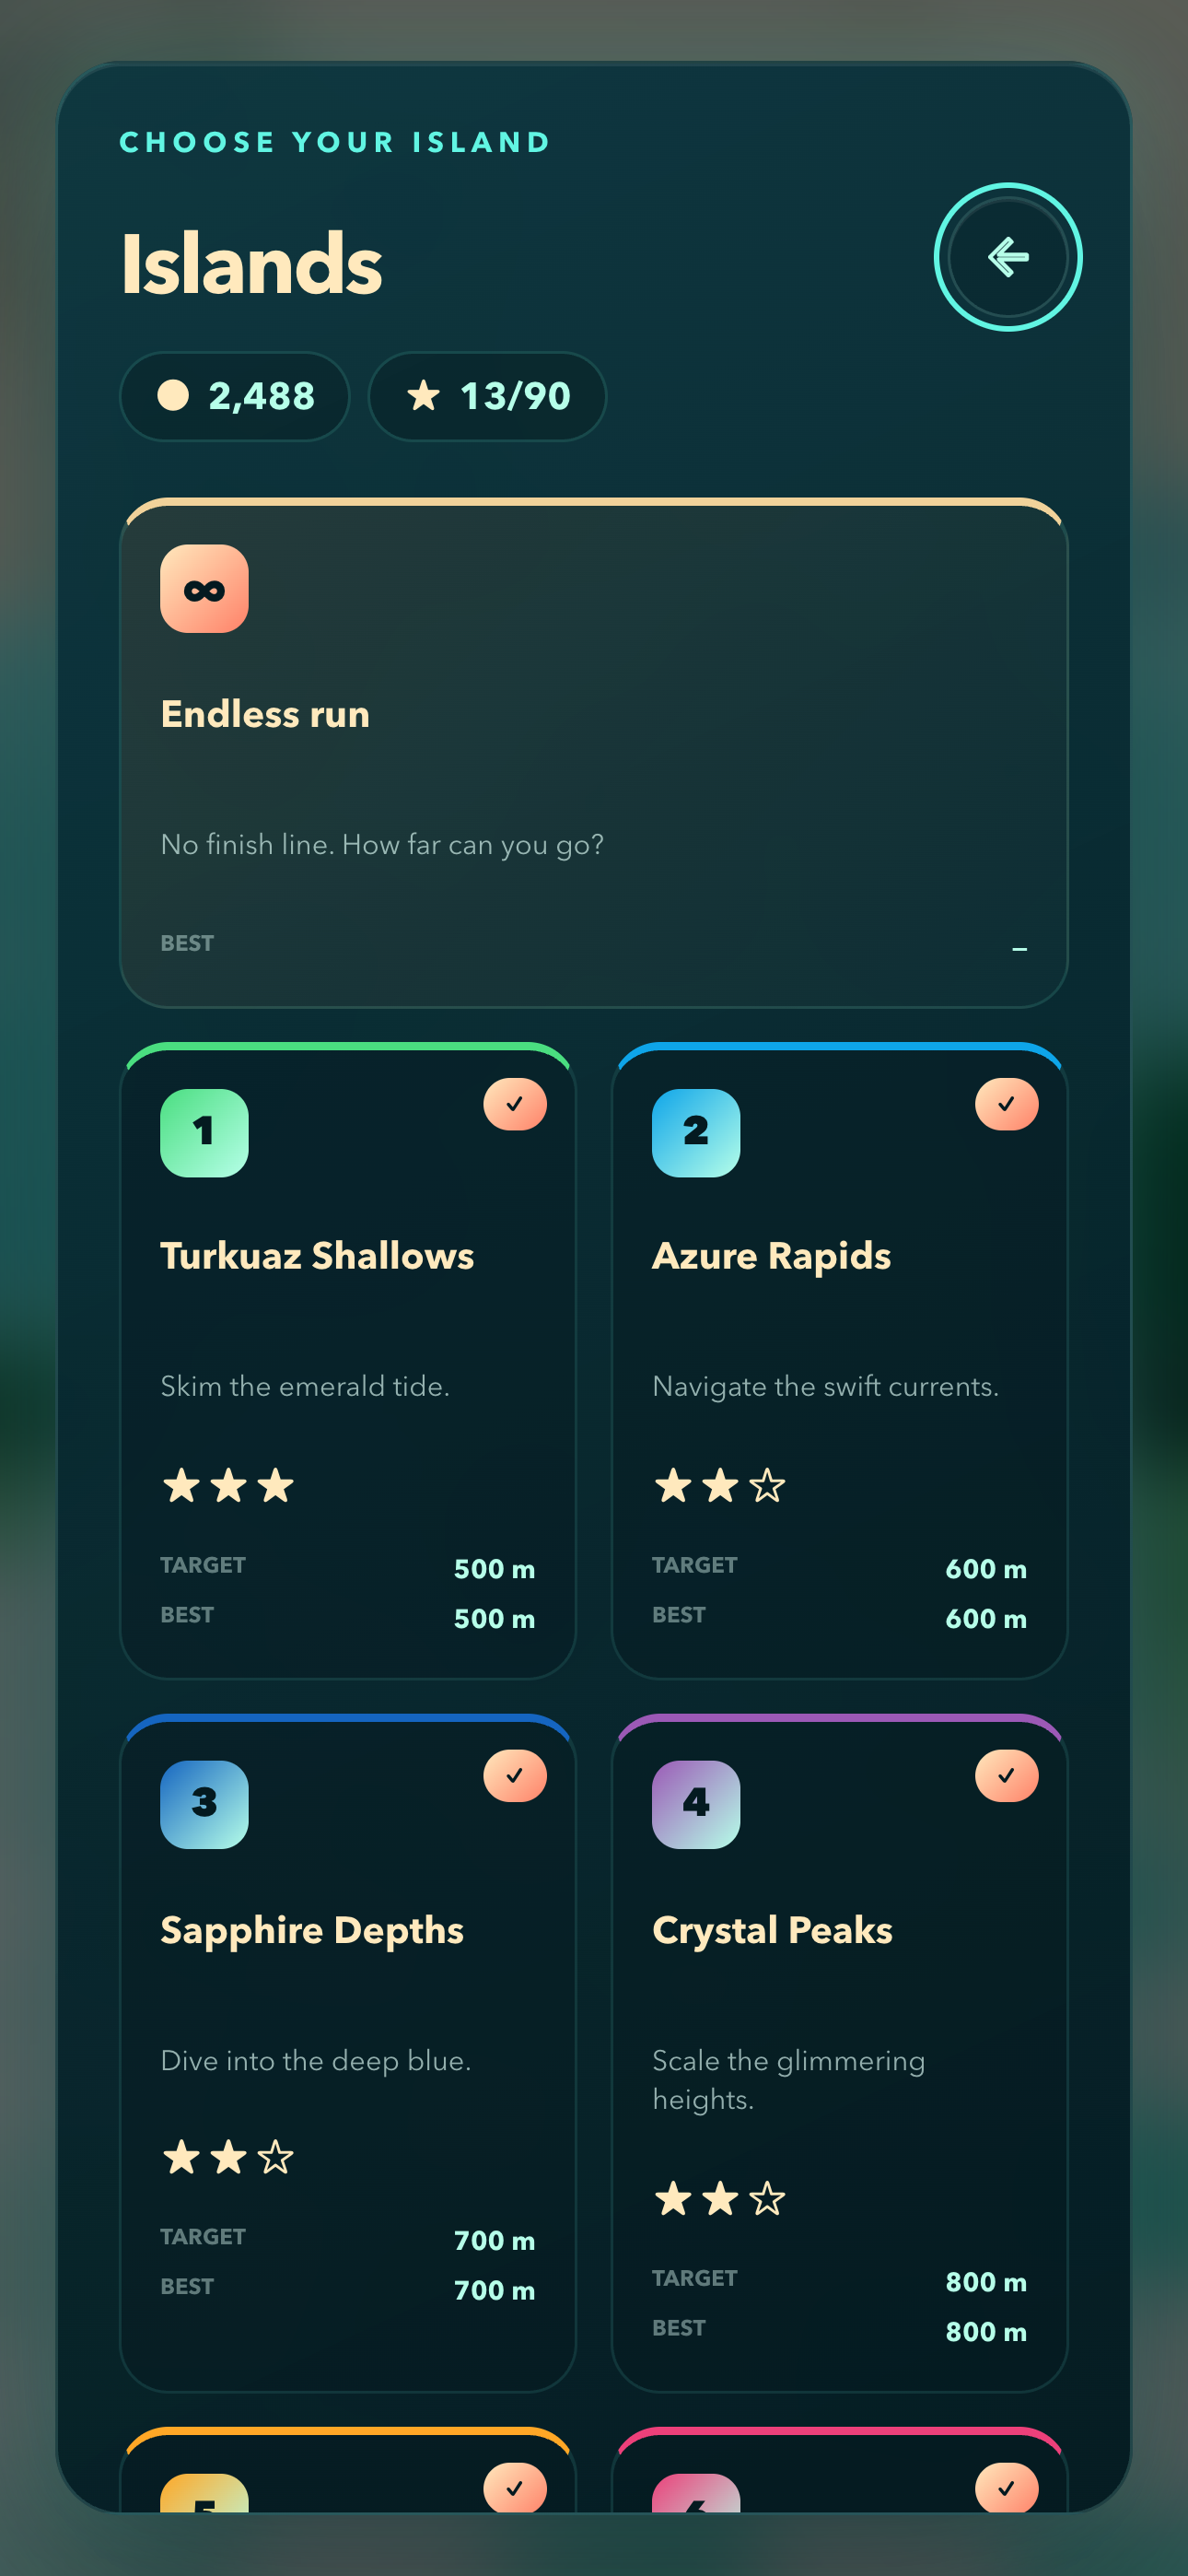 CHOOSE YOUR ISLAND
Islands
2,488
13/90
∞
Endless run
No finish line. How far can you go?
BEST –
1
Turkuaz Shallows
Skim the emerald tide.
TARGET 500 m
BEST 500 m
2
Azure Rapids
Navigate the swift currents.
TARGET 600 m
BEST 600 m
3
Sapphire Depths
Dive into the deep blue.
TARGET 700 m
BEST 700 m
4
Crystal Peaks
Scale the glimmering
heights.
TARGET 800 m
BEST 800 m